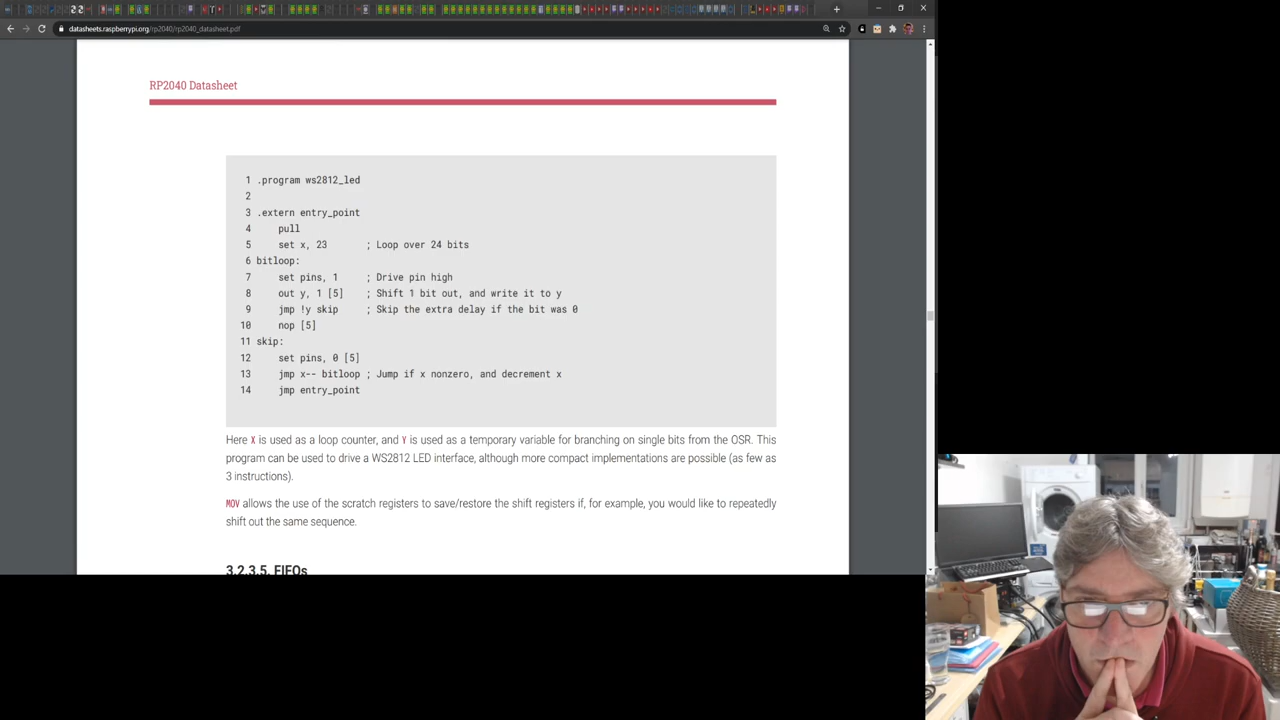 datasheets.raspberrypi.org/rp2040/rp2040_datasheet.pdf
RP2040 Datasheet
1 .program ws2812_led
2
3 .extern entry_point
4 pull
5 set x, 23 ; Loop over 24 bits
6 bitloop:
7 set pins, 1 ; Drive pin high
8 out y, 1 [5] ; Shift 1 bit out, and write it to y
9 jmp !y skip ; Skip the extra delay if the bit was 0
10 nop [5]
11 skip:
12 set pins, 0 [5]
13 jmp x-- bitloop ; Jump if x nonzero, and decrement x
14 jmp entry_point
Here X is used as a loop counter, and Y is used as a temporary variable for branching on single bits from the OSR. This
program can be used to drive a WS2812 LED interface, although more compact implementations are possible (as few as
3 instructions).
MOV allows the use of the scratch registers to save/restore the shift registers if, for example, you would like to repeatedly
shift out the same sequence.
3.2.3.5. FIFOs